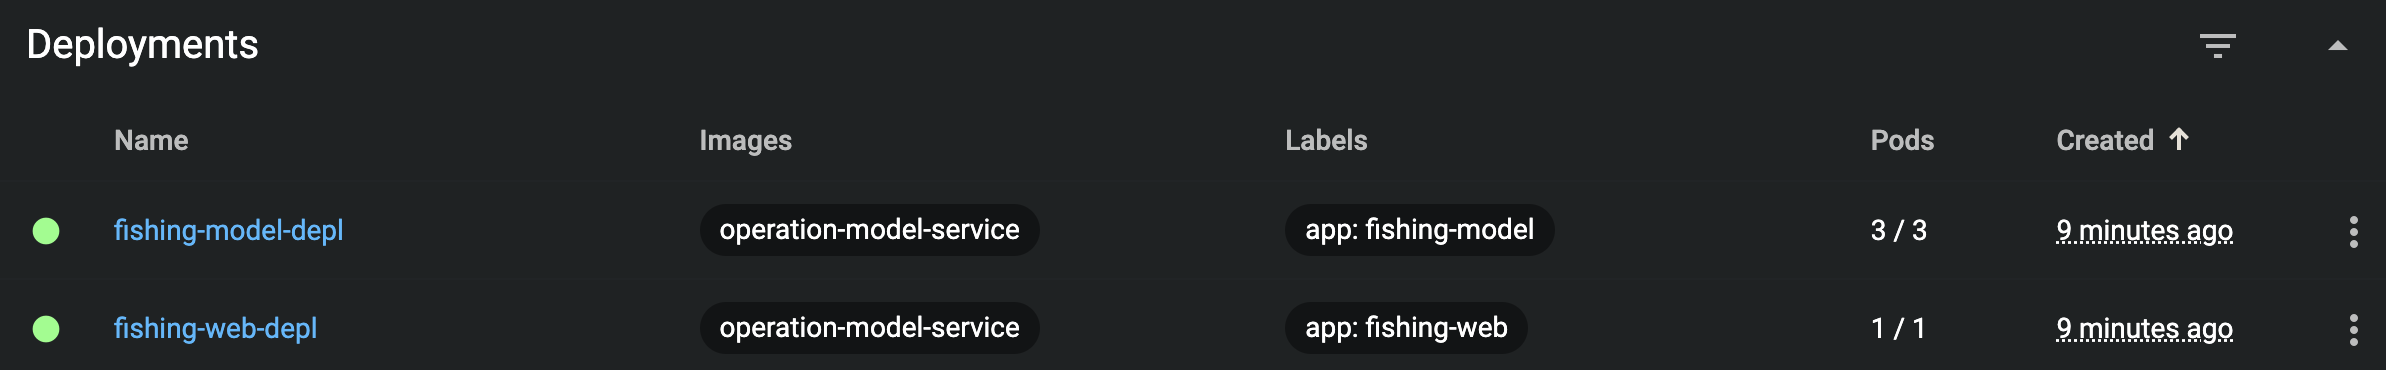 Deployments
Name Images Labels Pods Created
fishing-model-depl operation-model-service app: fishing-model 3 / 3 9 minutes ago
fishing-web-depl operation-model-service app: fishing-web 1 / 1 9 minutes ago